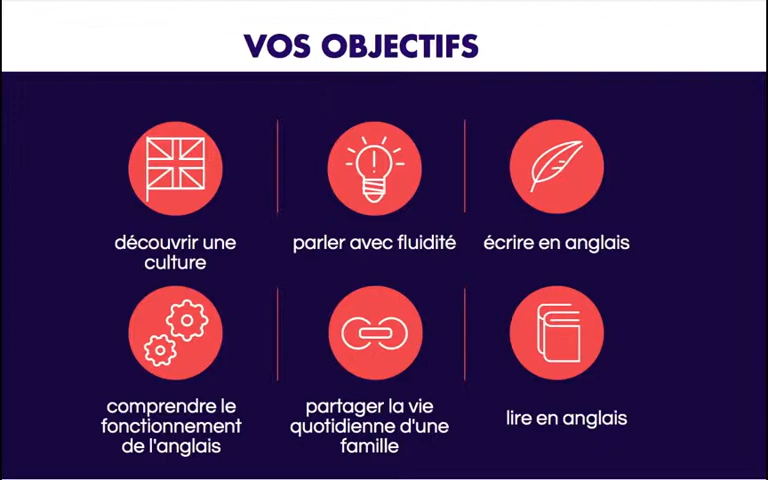 VOS OBJECTIFS
découvrir une
culture
parler avec fluidité
écrire en anglais
comprendre le
fonctionnement
de l'anglais
partager la vie
quotidienne d'une
famille
lire en anglais